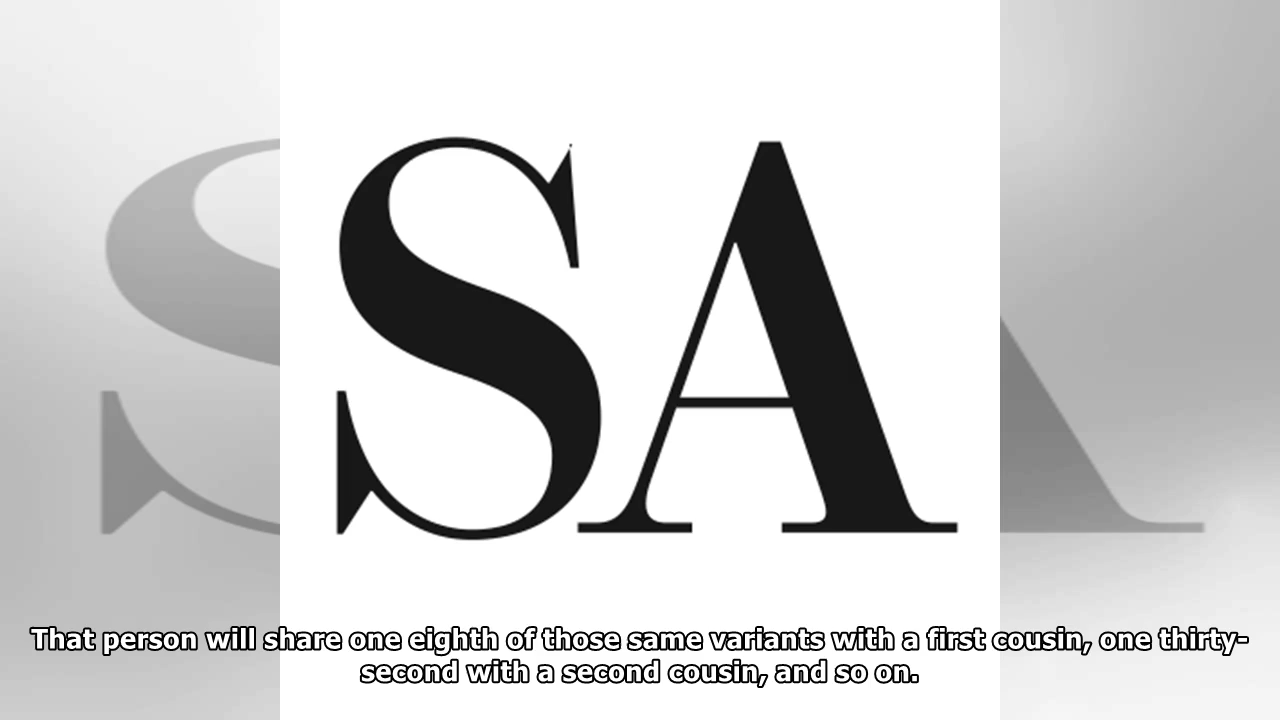 SA
That person will share one eighth of those same variants with a first cousin, one thirty-
second with a second cousin, and so on.